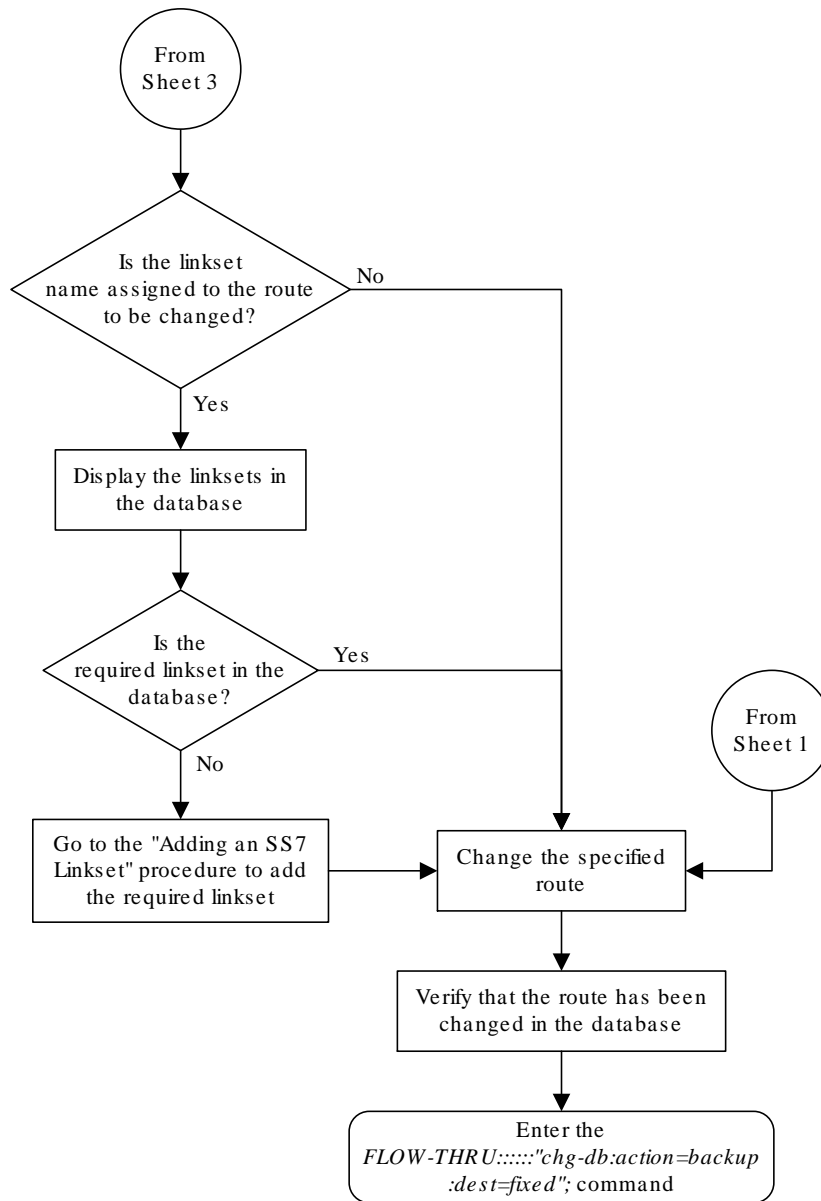 From
Sheet 3
Is the linkset
name assigned to the route
to be changed?
No
Yes
Display the linksets in
the database
Is the
required linkset in the
database?
Yes
No
From
Sheet 1
Go to the "Adding an SS7
Linkset" procedure to add
the required linkset
Change the specified
route
Verify that the route has been
changed in the database
Enter the
FLOW-THRU::::::"chg-db:action=backup
:dest=fixed"; command